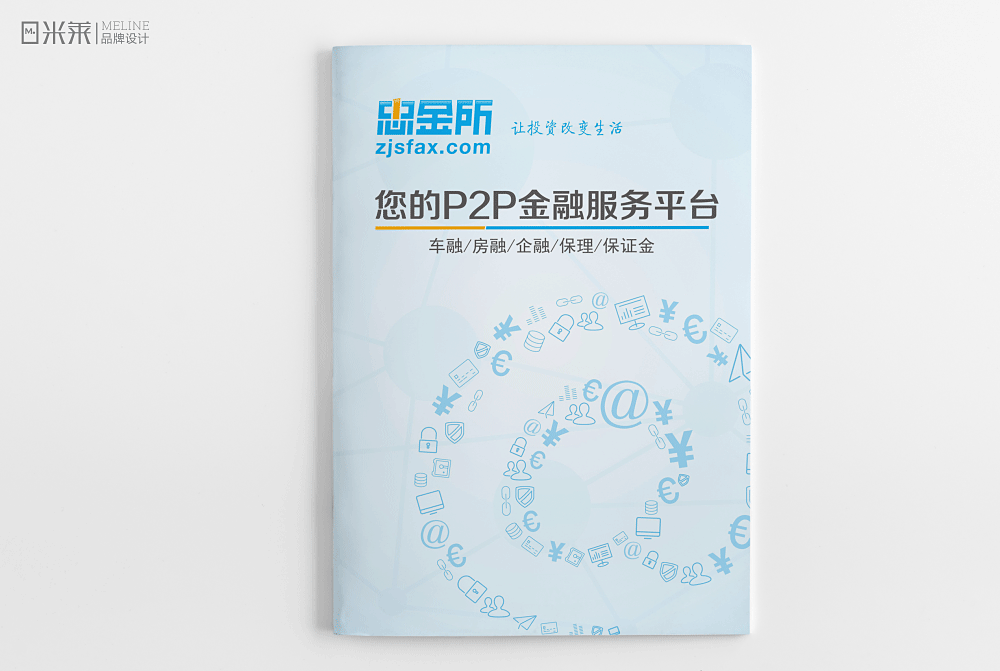 米莱
MELINE
品牌设计
忠金所
让投资改变生活
zjsfax.com
您的P2P金融服务平台
车融/房融/企融/保理/保证金